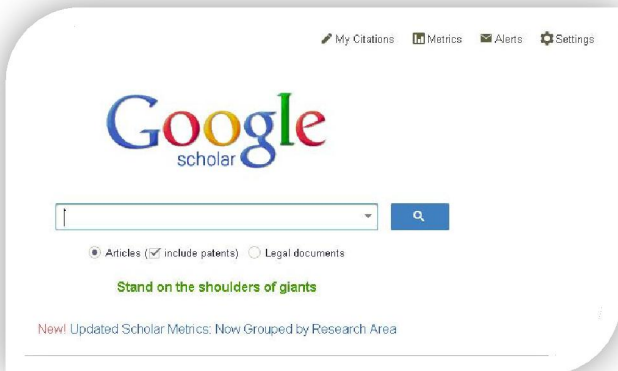 My Citations Metrics Alerts Settings
Google
scholar
Articles (include patents) Legal documents
Stand on the shoulders of giants
New! Updated Scholar Metrics: Now Grouped by Research Area